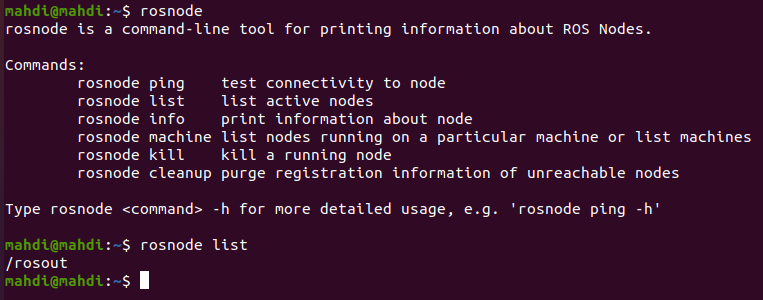 mahdi@mahdi:~$ rosnode
rosnode is a command-line tool for printing information about ROS Nodes.
Commands:
rosnode ping    test connectivity to node
rosnode list    list active nodes
rosnode info    print information about node
rosnode machine list nodes running on a particular machine or list machines
rosnode kill    kill a running node
rosnode cleanup purge registration information of unreachable nodes
Type rosnode <command> -h for more detailed usage, e.g. 'rosnode ping -h'
mahdi@mahdi:~$ rosnode list
/rosout
mahdi@mahdi:~$